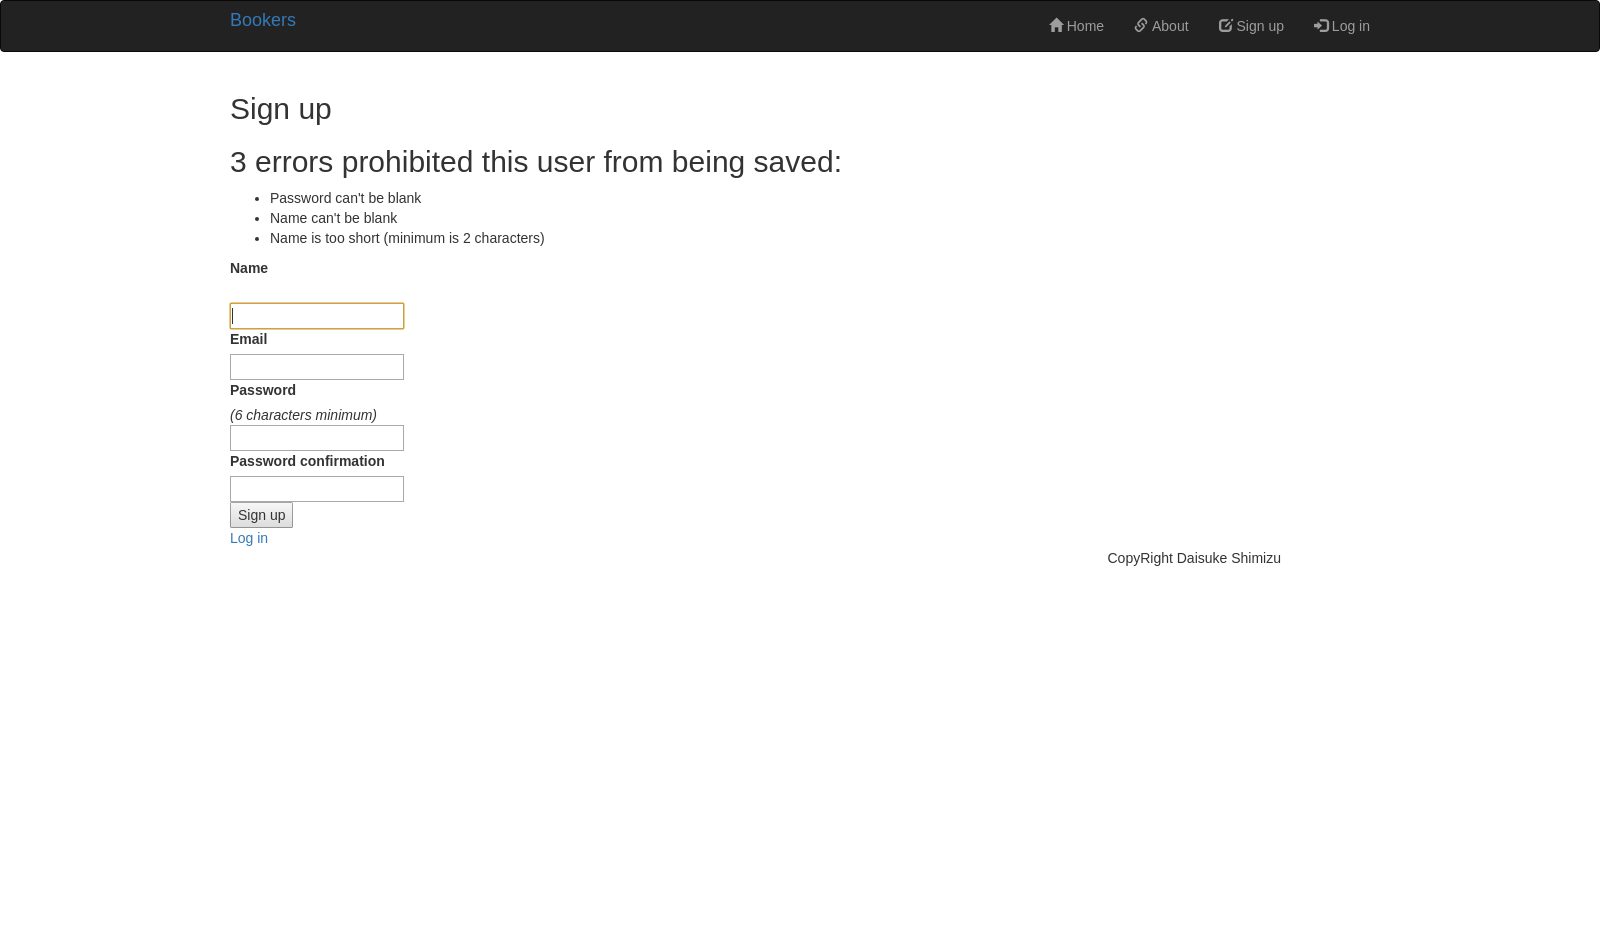 Bookers
Home
About
Sign up
Log in
Sign up
3 errors prohibited this user from being saved:
Password can't be blank
Name can't be blank
Name is too short (minimum is 2 characters)
Name
Email
Password
(6 characters minimum)
Password confirmation
Sign up
Log in
CopyRight Daisuke Shimizu